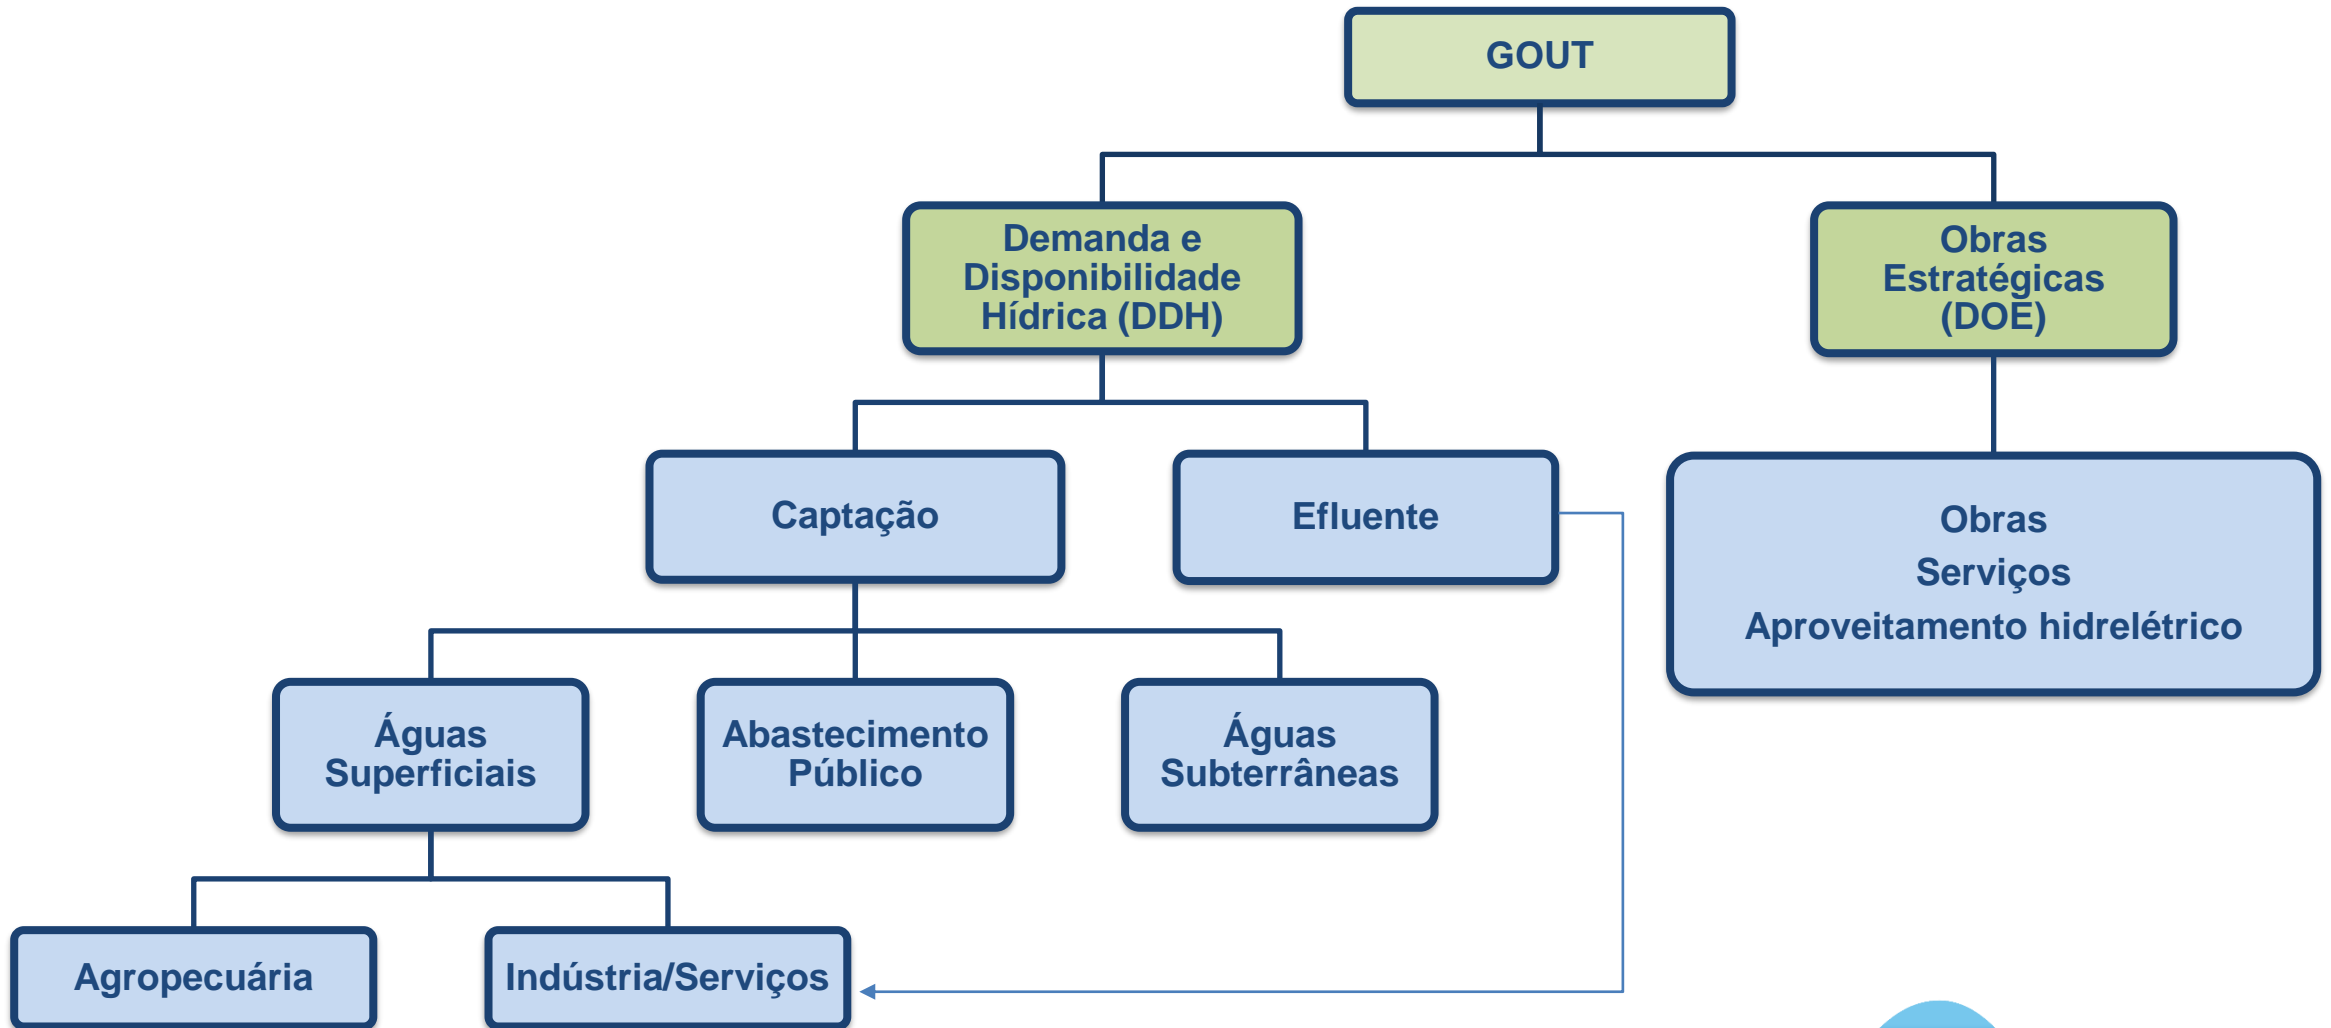 GOUT
Demanda e
Disponibilidade
Hídrica (DDH)
Obras
Estratégicas
(DOE)
Captação
Efluente
Obras
Serviços
Aproveitamento hidrelétrico
Águas
Superficiais
Abastecimento
Público
Águas
Subterrâneas
Agropecuária
Indústria/Serviços